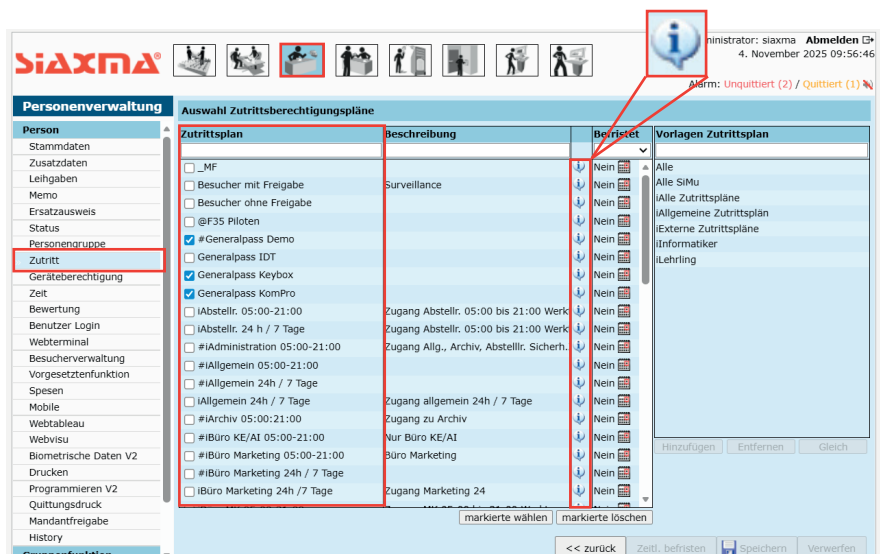 SiAXMA®
ministrator: siaxma Abmelden
4. November 2025 09:56:46
Alarm: Unquittiert (2) / Quittiert (1)
Personenverwaltung
Person
Stammdaten
Zusatzdaten
Leihgaben
Memo
Ersatzausweis
Status
Personengruppe
Zutritt
Geräteberechtigung
Zeit
Bewertung
Benutzer Login
Webterminal
Besucherverwaltung
Vorgesetztenfunktion
Spesen
Mobile
Webtableau
Webvisu
Biometrische Daten V2
Drucken
Programmieren V2
Quittungsdruck
Mandantfreigabe
History
Gruppenfunktion
Auswahl Zutrittsberechtigungspläne
Zutrittsplan Beschreibung Befristet
_MF Nein
Besucher mit Freigabe Surveillance Nein
Besucher ohne Freigabe Nein
@F35 Piloten Nein
#Generalpass Demo Nein
Generalpass IDT Nein
Generalpass Keybox Nein
Generalpass KomPro Nein
iAbstellr. 05:00-21:00 Zugang Abstellr. 05:00 bis 21:00 Werk Nein
iAbstellr. 24 h / 7 Tage Zugang Abstellr. 05:00 bis 21:00 Werk Nein
#iAdministration 05:00-21:00 Zugang Allg., Archiv, Abstelllr. Sicherh. Nein
#iAllgemein 05:00-21:00 Nein
#iAllgemein 24h / 7 Tage Nein
iAllgemein 24h / 7 Tage Zugang allgemein 24h / 7 Tage Nein
#iArchiv 05:00:21:00 Zugang zu Archiv Nein
#iBüro KE/AI 05:00-21:00 Nur Büro KE/AI Nein
#iBüro Marketing 05:00-21:00 Büro Marketing Nein
#iBüro Marketing 24h / 7 Tage Nein
iBüro Marketing 24h /7 Tage Zugang Marketing 24 Nein
markierte wählen markierte löschen
Vorlagen Zutrittsplan
Alle
Alle SiMu
iAlle Zutrittspläne
iAllgemeine Zutrittsplän
iExterne Zutrittspläne
iInformatiker
iLehrling
Hinzufügen Entfernen Gleich
<< zurück Zeitl. befristen Speichern Verwerfen